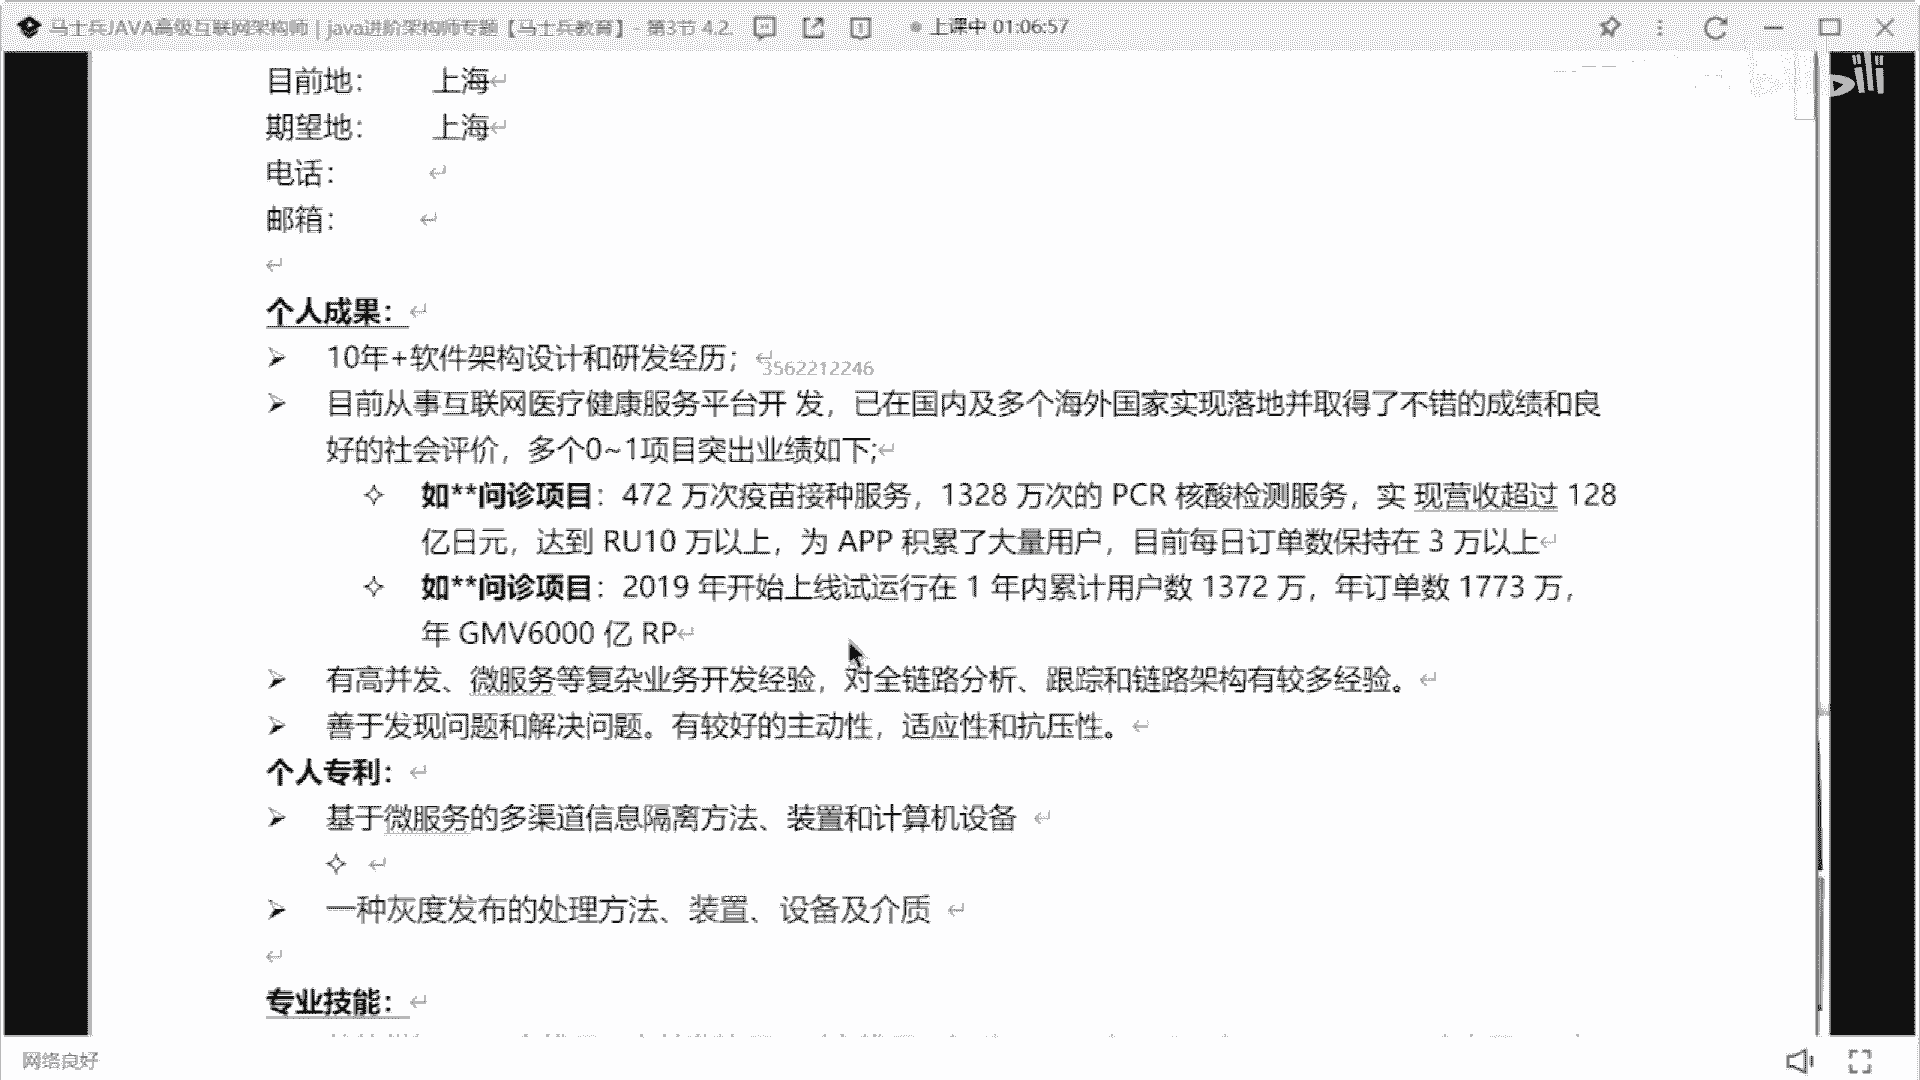 马士兵JAVA高级互联网架构师 | java进阶架构师专题【马士兵教育】- 第3节 4.2. 上课中 01:06:57
目前地： 上海
期望地： 上海
电话：
邮箱：
个人成果：
10年+软件架构设计和研发经历；
3562212246
目前从事互联网医疗健康服务平台开 发，已在国内及多个海外国家实现落地并取得了不错的成绩和良
好的社会评价，多个0~1项目突出业绩如下;
如**问诊项目：472 万次疫苗接种服务，1328 万次的 PCR 核酸检测服务，实 现营收超过 128
亿日元，达到 RU10 万以上，为 APP 积累了大量用户，目前每日订单数保持在 3 万以上
如**问诊项目：2019 年开始上线试运行在 1 年内累计用户数 1372 万，年订单数 1773 万，
年 GMV6000 亿 RP
有高并发、微服务等复杂业务开发经验，对全链路分析、跟踪和链路架构有较多经验。
善于发现问题和解决问题。有较好的主动性，适应性和抗压性。
个人专利：
基于微服务的多渠道信息隔离方法、装置和计算机设备
一种灰度发布的处理方法、装置、设备及介质
专业技能：
网络良好